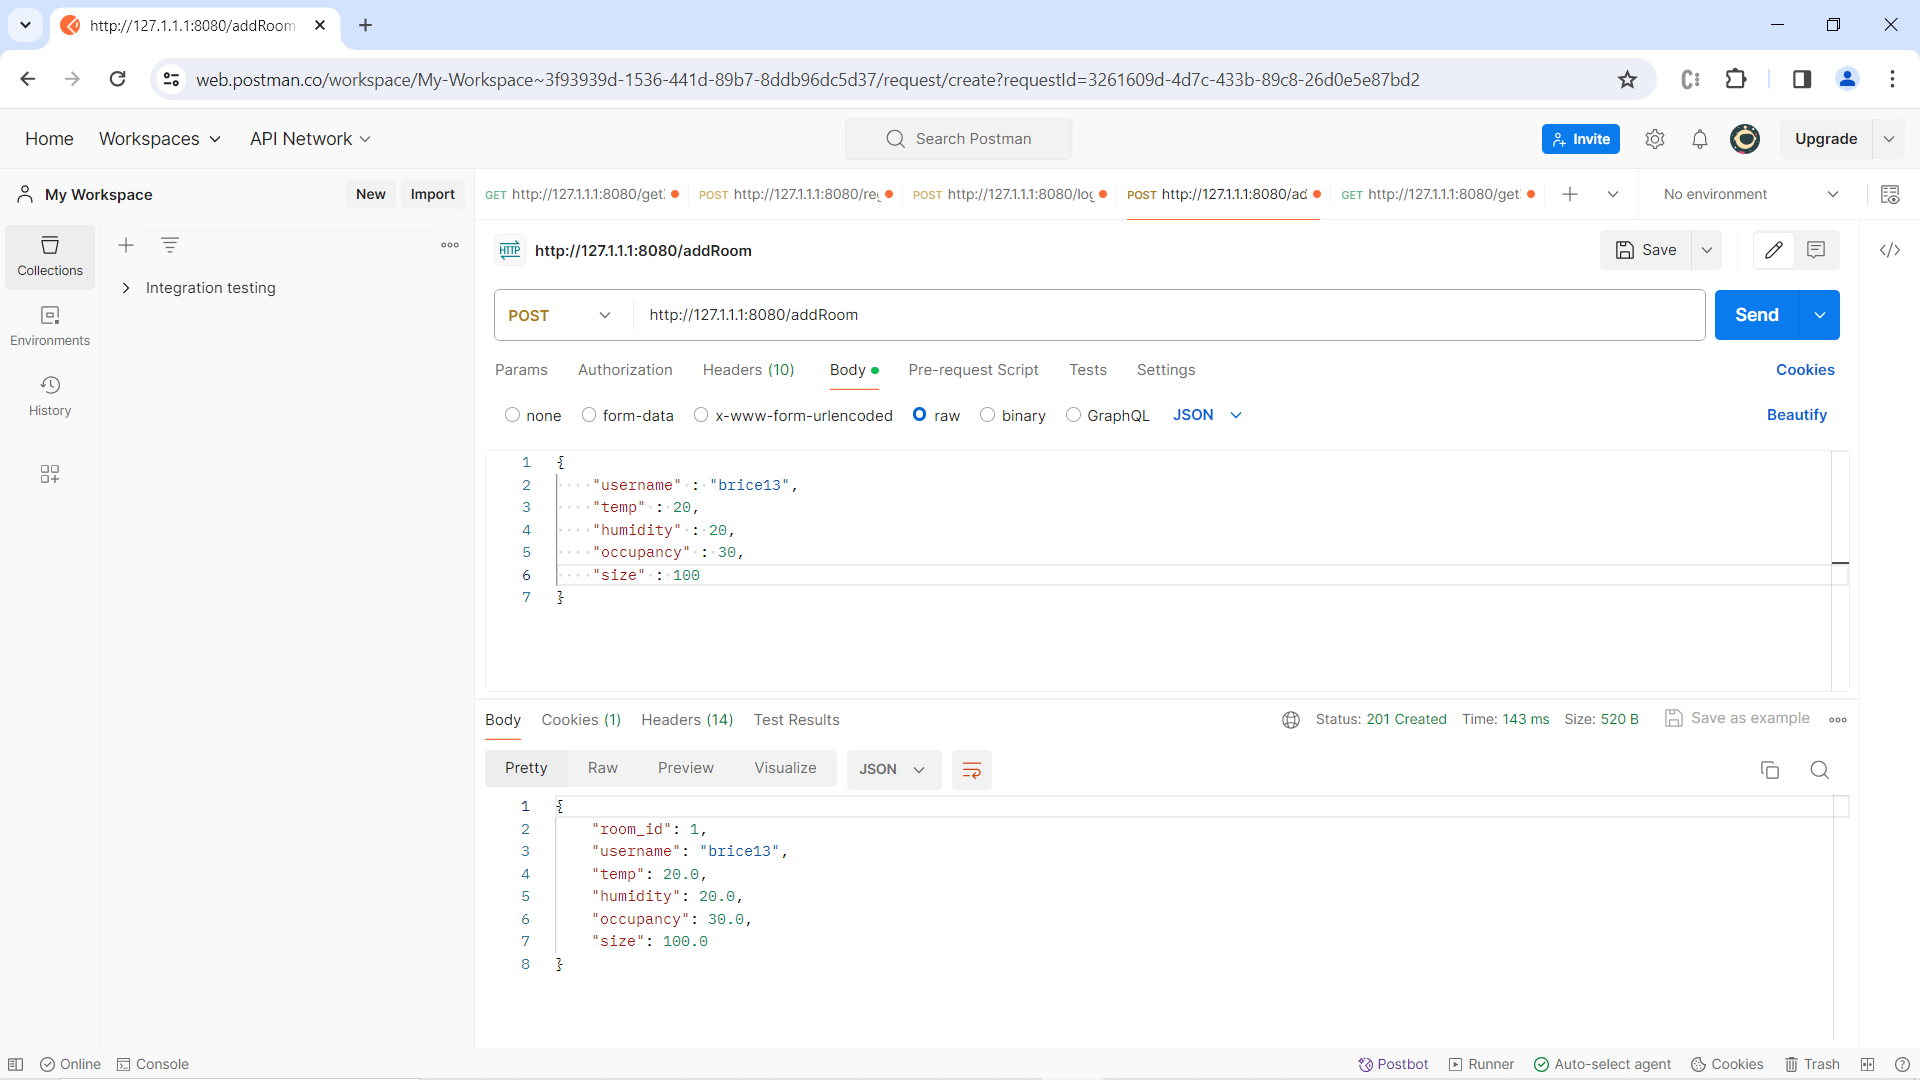 http://127.1.1.1:8080/addRoom
web.postman.co/workspace/My-Workspace~3f93939d-1536-441d-89b7-8ddb96dc5d37/request/create?requestId=3261609d-4d7c-433b-89c8-26d0e5e87bd2
Home Workspaces API Network Search Postman Invite Upgrade
My Workspace New Import GET http://127.1.1.1:8080/get POST http://127.1.1.1:8080/reg POST http://127.1.1.1:8080/log POST http://127.1.1.1:8080/ad GET http://127.1.1.1:8080/get No environment
Collections
Environments
History
Integration testing
HTTP http://127.1.1.1:8080/addRoom Save
POST http://127.1.1.1:8080/addRoom Send
Params Authorization Headers (10) Body Pre-request Script Tests Settings Cookies
none form-data x-www-form-urlencoded raw binary GraphQL JSON Beautify
1 {
2 "username" : "brice13",
3 "temp" : 20,
4 "humidity" : 20,
5 "occupancy" : 30,
6 "size" : 100
7 }
Body Cookies (1) Headers (14) Test Results Status: 201 Created Time: 143 ms Size: 520 B Save as example
Pretty Raw Preview Visualize JSON
1 {
2 "room_id": 1,
3 "username": "brice13",
4 "temp": 20.0,
5 "humidity": 20.0,
6 "occupancy": 30.0,
7 "size": 100.0
8 }
Online Console Postbot Runner Auto-select agent Cookies Trash